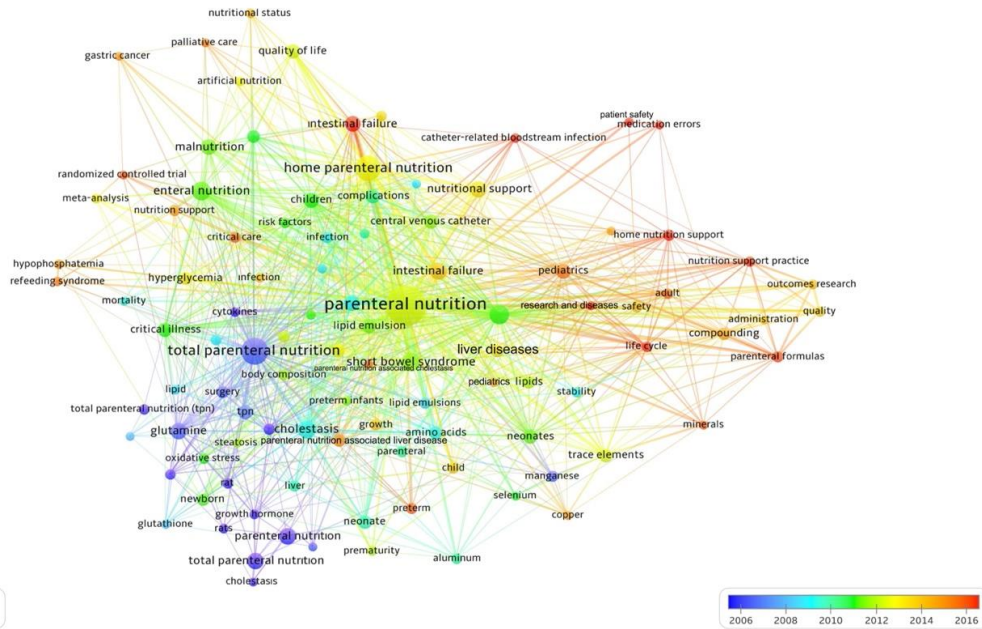 nutritional status
palliative care
quality of life
gastric cancer
artificial nutrition
patient safety
intestinal failure
medication errors
catheter-related bloodstream infection
malnutrition
home parenteral nutrition
randomized controlled trial
enteral nutrition
nutritional support
meta-analysis
children
complications
nutrition support
risk factors
central venous catheter
critical care
infection
home nutrition support
hypophosphatemia
nutrition support practice
refeeding syndrome
hyperglycemia
infection
intestinal failure
pediatrics
outcomes research
adult
mortality
parenteral nutrition
research and diseases
safety
quality
cytokines
administration
critical illness
lipid emulsion
compounding
total parenteral nutrition
liver diseases
life cycle
short bowel syndrome
parenteral formulas
parenteral nutrition associated cholestasis
body composition
pediatrics
lipids
lipid
surgery
stability
total parenteral nutrition (tpn)
tpn
preterm infants
lipid emulsions
glutamine
cholestasis
growth
amino acids
minerals
steatosis
parenteral nutrition associated liver disease
neonates
parenteral
oxidative stress
trace elements
child
rat
liver
manganese
newborn
selenium
growth hormone
preterm
copper
glutathione
rats
neonate
parenteral nutrition
prematurity
total parenteral nutrition
aluminum
cholestasis
2006
2008
2010
2012
2014
2016